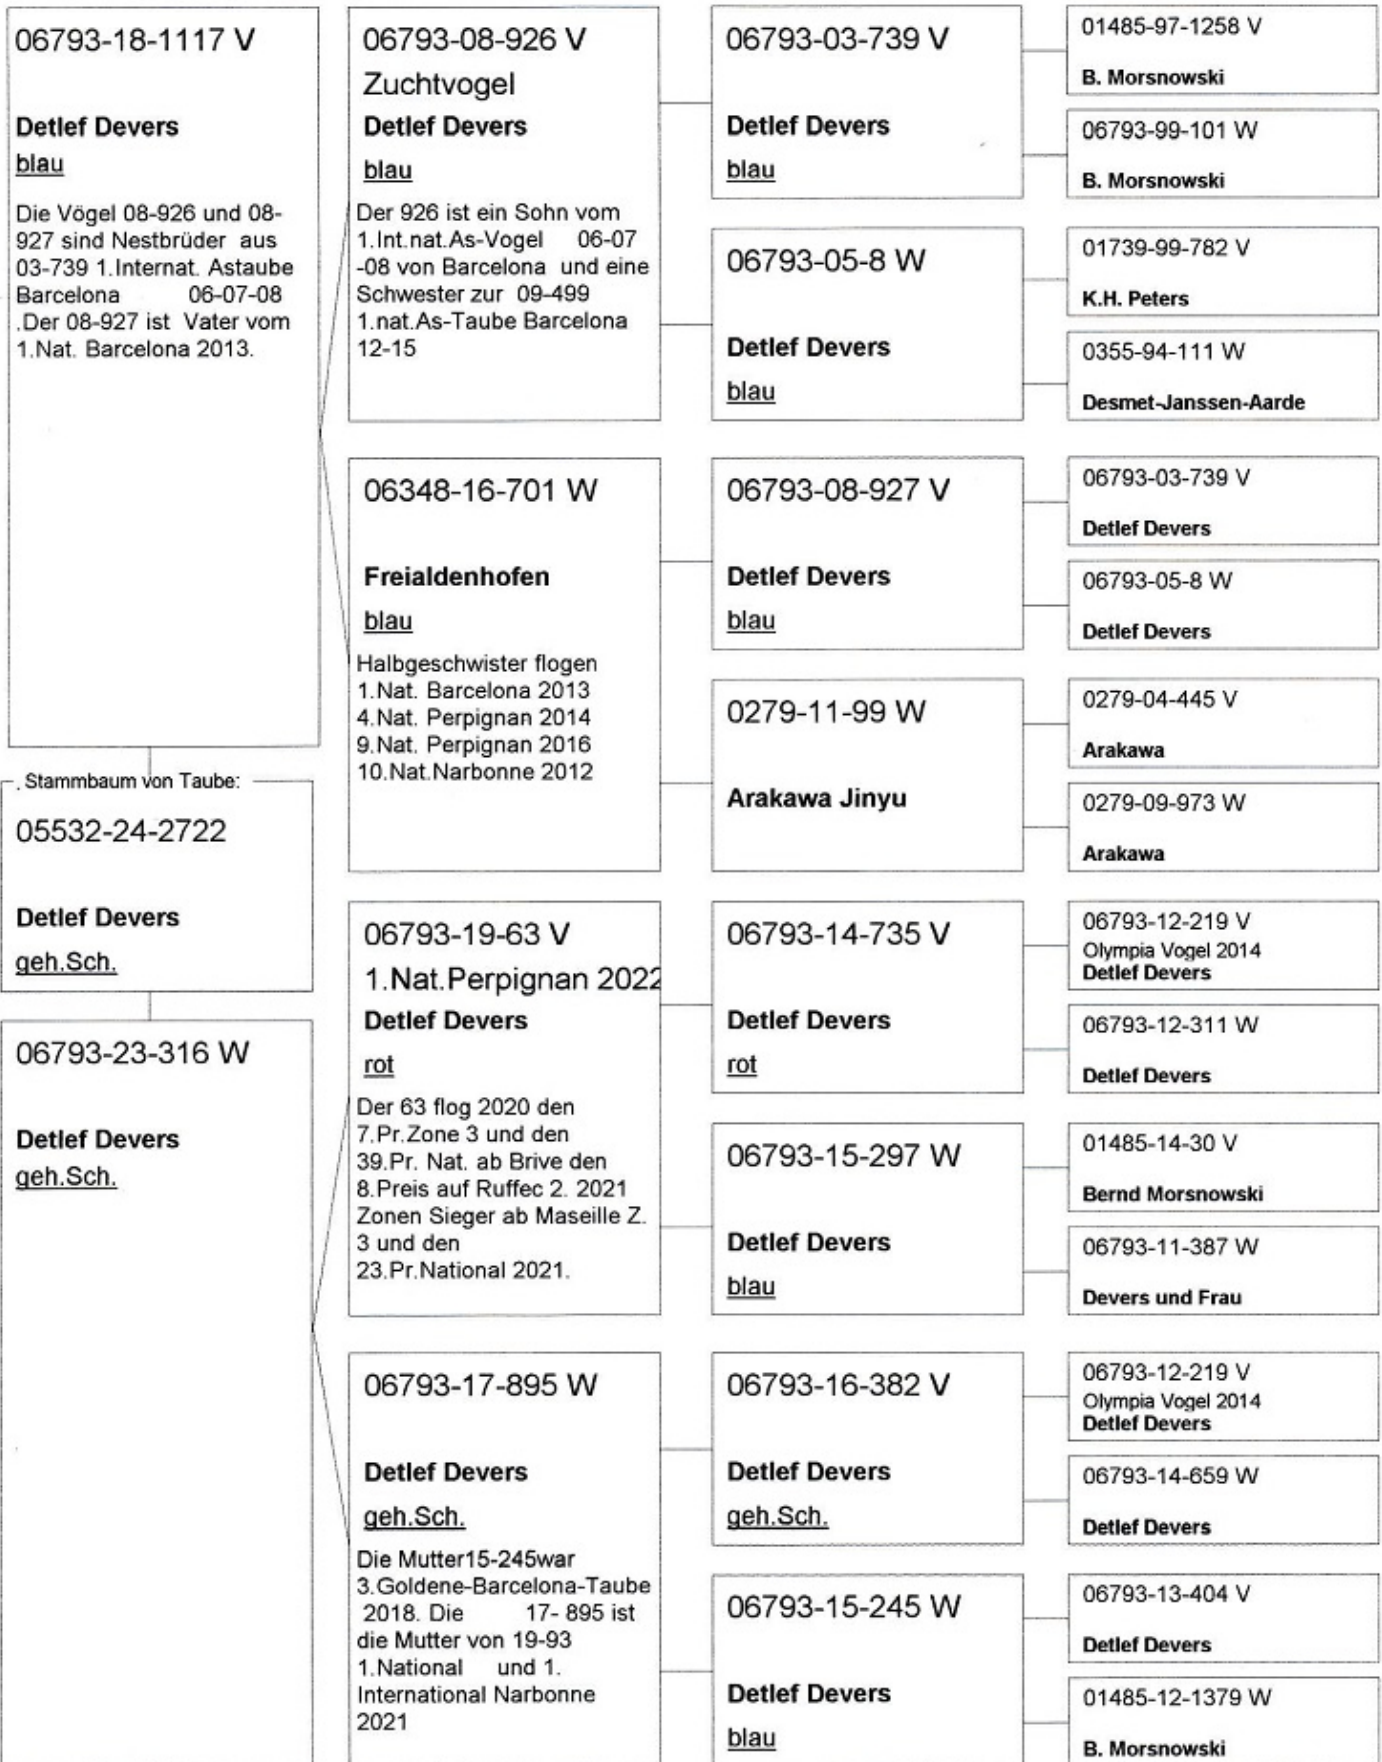 06793-18-1117 V
Detlef Devers
blau
Die Vögel 08-926 und 08-
927 sind Nestbrüder aus
03-739 1.Internat. Astaube
Barcelona 06-07-08
.Der 08-927 ist Vater vom
1.Nat. Barcelona 2013.
. Stammbaum von Taube:
05532-24-2722
Detlef Devers
geh.Sch.
06793-23-316 W
Detlef Devers
geh.Sch.
06793-08-926 V
Zuchtvogel
Detlef Devers
blau
Der 926 ist ein Sohn vom
1.Int.nat.As-Vogel 06-07
-08 von Barcelona und eine
Schwester zur 09-499
1.nat.As-Taube Barcelona
12-15
06348-16-701 W
Freialdenhofen
blau
Halbgeschwister flogen
1.Nat. Barcelona 2013
4.Nat. Perpignan 2014
9.Nat. Perpignan 2016
10.Nat.Narbonne 2012
06793-19-63 V
1.Nat.Perpignan 2022
Detlef Devers
rot
Der 63 flog 2020 den
7.Pr.Zone 3 und den
39.Pr. Nat. ab Brive den
8.Preis auf Ruffec 2. 2021
Zonen Sieger ab Maseille Z.
3 und den
23.Pr.National 2021.
06793-17-895 W
Detlef Devers
geh.Sch.
Die Mutter15-245war
3.Goldene-Barcelona-Taube
2018. Die 17- 895 ist
die Mutter von 19-93
1.National und 1.
International Narbonne
2021
06793-03-739 V
Detlef Devers
blau
06793-05-8 W
Detlef Devers
blau
06793-08-927 V
Detlef Devers
blau
0279-11-99 W
Arakawa Jinyu
06793-14-735 V
Detlef Devers
rot
06793-15-297 W
Detlef Devers
blau
06793-16-382 V
Detlef Devers
geh.Sch.
06793-15-245 W
Detlef Devers
blau
01485-97-1258 V
B. Morsnowski
06793-99-101 W
B. Morsnowski
01739-99-782 V
K.H. Peters
0355-94-111 W
Desmet-Janssen-Aarde
06793-03-739 V
Detlef Devers
06793-05-8 W
Detlef Devers
0279-04-445 V
Arakawa
0279-09-973 W
Arakawa
06793-12-219 V
Olympia Vogel 2014
Detlef Devers
06793-12-311 W
Detlef Devers
01485-14-30 V
Bernd Morsnowski
06793-11-387 W
Devers und Frau
06793-12-219 V
Olympia Vogel 2014
Detlef Devers
06793-14-659 W
Detlef Devers
06793-13-404 V
Detlef Devers
01485-12-1379 W
B. Morsnowski